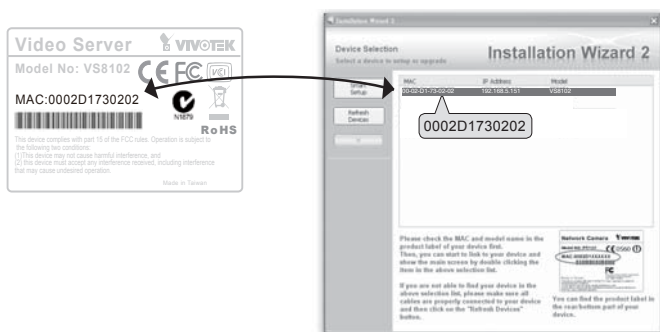 Video Server
VIVOTEK
Model No: VS8102
CE FC VCI
MAC:0002D1730202
N1879
RoHS
This device complies with part 15 of the FCC rules. Operation is subject to
the following two conditions:
(1)This device may not cause harmful interference, and
(2) this device must accept any interference received, including interference
that may cause undesired operation.
Made in Taiwan
Installation Wizard 2
Device Selection
Select a device to setup or upgrade
Installation Wizard 2
Smart
Setup
Refresh
Devices
MAC IP Address Model
00-02-D1-73-02-02 192.168.5.151 VS8102
0002D1730202
Please check the MAC and model name in the
product label of your device first.
Then, you can start to link to your device and
show the main screen by double clicking the
item in the above selection list.
If you are not able to find your device in the
above selection list, please make sure all
cables are properly connected to your device
and then click on the "Refresh Devices"
button.
Network Camera
VIVOTEK
CE 0560
FC
You can find the product label in
the rear/bottom part of your
device.